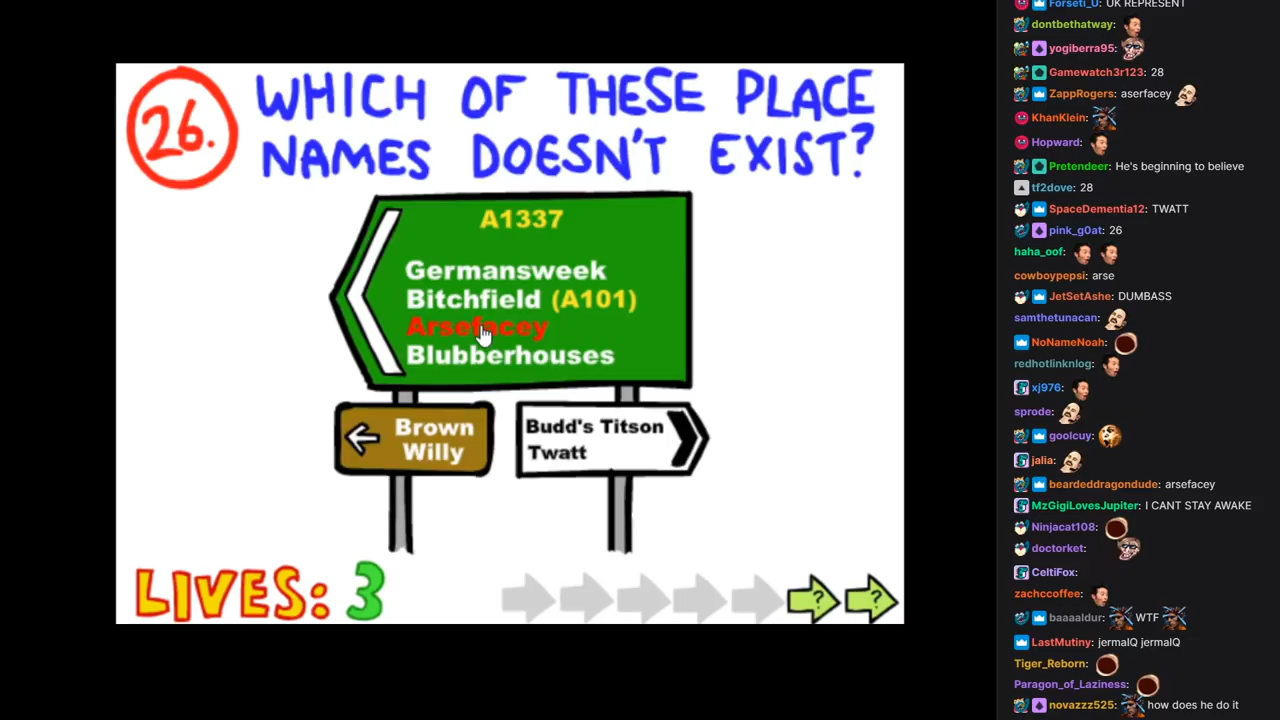 26. WHICH OF THESE PLACE
NAMES DOESN'T EXIST?
A1337
Germansweek
Bitchfield (A101)
Arsefacey
Blubberhouses
Brown
Willy
Budd's Titson
Twatt
LIVES: 3
? ?
Forseti_U: UK REPRESENT
dontbethatway:
yogiberra95:
Gamewatch3r123: 28
ZappRogers: aserfacey
KhanKlein:
Hopward:
Pretendeer: He's beginning to believe
tf2dove: 28
SpaceDementia12: TWATT
pink_g0at: 26
haha_oof:
cowboypepsi: arse
JetSetAshe: DUMBASS
samthetunacan:
NoNameNoah:
redhotlinknlog:
xj976:
sprode:
goolcuy:
jalia:
beardeddragondude: arsefacey
MzGigiLovesJupiter: I CANT STAY AWAKE
Ninjacat108:
doctorket:
CeltiFox:
zachccoffee:
baaaaldur: WTF
LastMutiny: jermaIQ jermaIQ
Tiger_Reborn:
Paragon_of_Laziness:
novazzz525: how does he do it